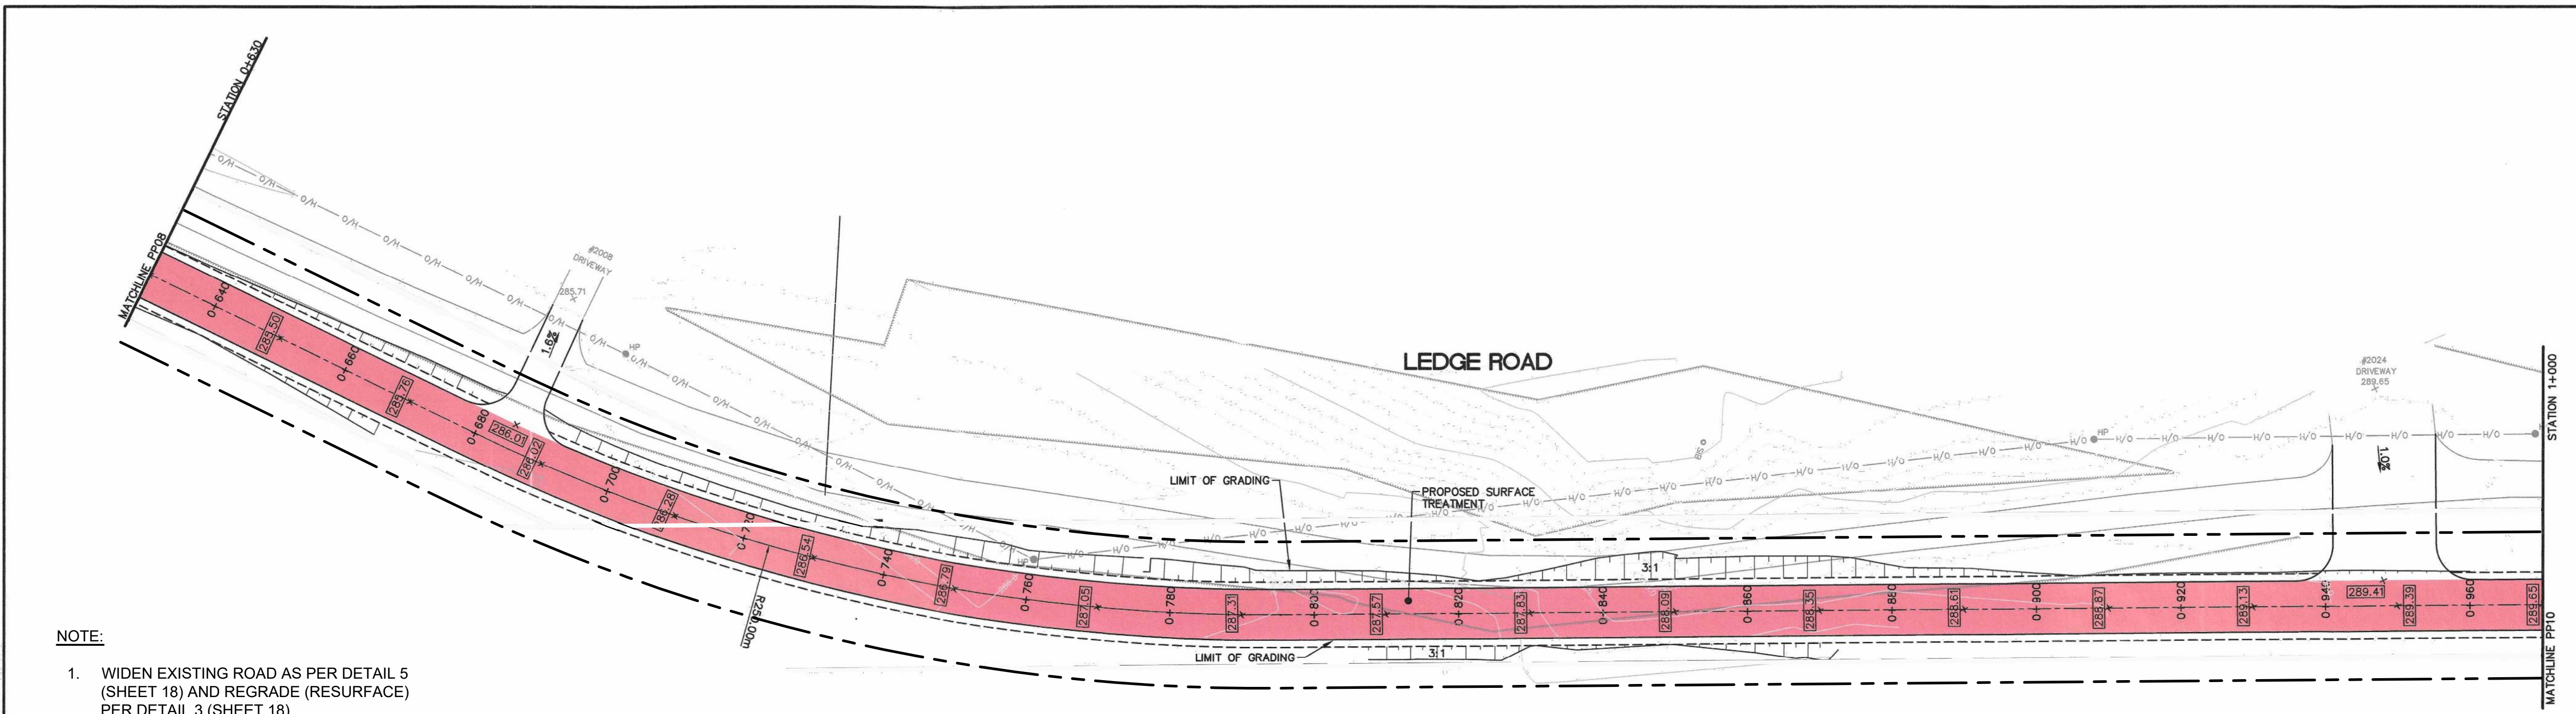 STATION 0+630
MATCHLINE PP08
O/H O/H O/H O/H O/H O/H O/H O/H
#2008
DRIVEWAY
285.71
1.6%
HP
O/H O/H O/H O/H O/H O/H O/H O/H O/H O/H
0+640
285.50
0+660
285.76
0+680
286.01
286.02
0+700
286.28
286.54
0+740
286.79
0+760
287.05
0+780
287.31
0+800
287.57
0+820
287.83
0+840
288.09
0+860
288.35
0+880
288.61
0+900
288.87
0+920
289.13
0+940
289.41
289.39
0+960
289.65
R250.00m
HP
H/O H/O H/O H/O H/O H/O H/O H/O H/O H/O H/O H/O H/O H/O H/O H/O H/O H/O
LEDGE ROAD
LIMIT OF GRADING
PROPOSED SURFACE
TREATMENT
3:1
LIMIT OF GRADING
3:1
HP
H/O H/O H/O H/O H/O H/O H/O H/O H/O
#2024
DRIVEWAY
289.65
1.0%
STATION 1+000
MATCHLINE PP10
NOTE:
1. WIDEN EXISTING ROAD AS PER DETAIL 5
(SHEET 18) AND REGRADE (RESURFACE)
PER DETAIL 3 (SHEET 18)